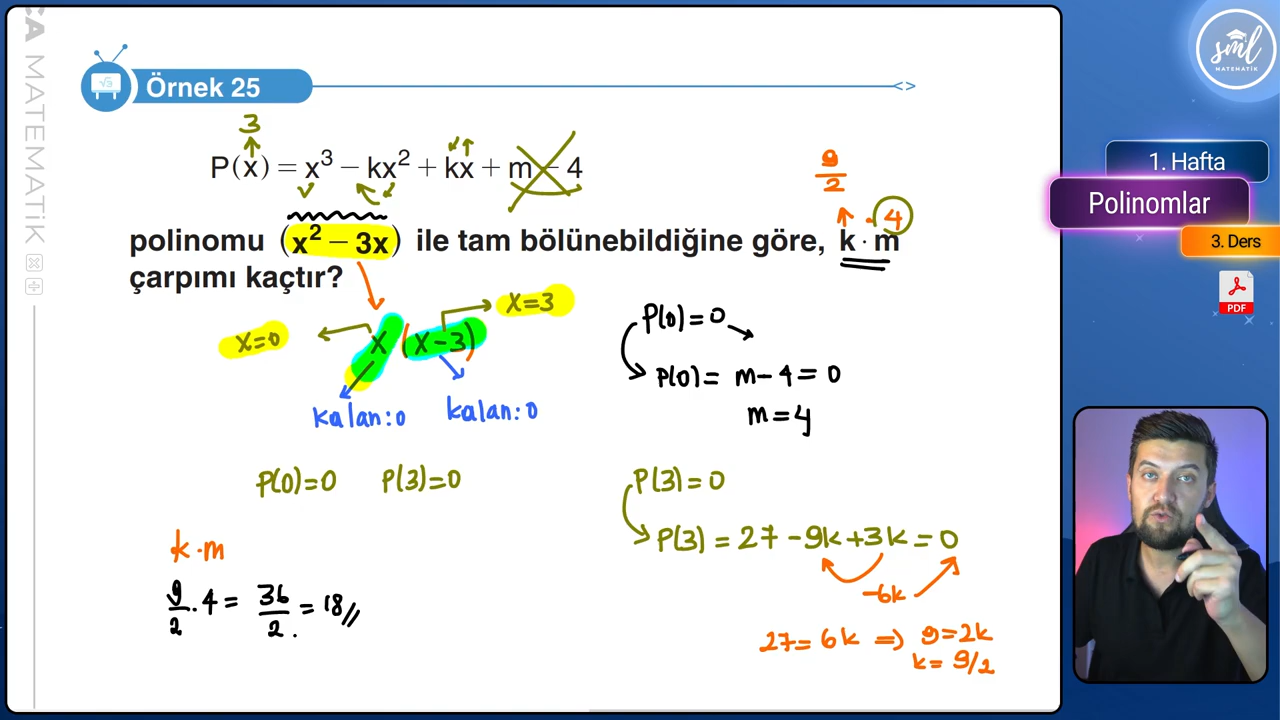 CA MATEMATİK
Örnek 25
<>
3
P(x) = x³ − kx² + kx + m − 4
polinomu (x² − 3x) ile tam bölünebildiğine göre, k · m
çarpımı kaçtır?
9/2
. 4
x=0
x (x-3)
x=3
kalan:0 kalan:0
P(0)=0 P(3)=0
k.m
9/2 . 4 = 36/2 = 18//
P(0)=0
P(0)= m-4=0
m=4
P(3)=0
P(3)= 27-9k+3k=0
-6k
27=6k ⇒ 9=2k
k= 9/2
sml
MATEMATİK
1. Hafta
Polinomlar
3. Ders
PDF